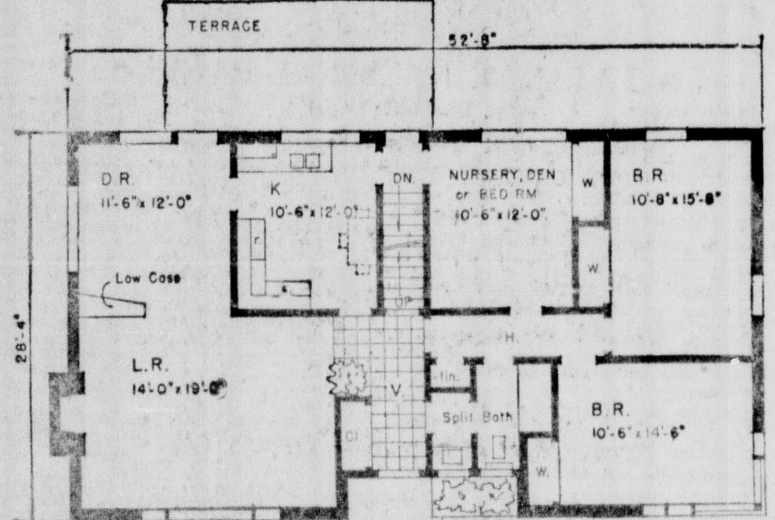 TERRACE
52'-8"
D.R.
11'-6" x 12'-0"
K.
10'-6" x 12'-0"
DN.
NURSERY, DEN
or BED RM
10'-6" x 12'-0"
W.
B.R.
10'-8" x 15'-8"
r.
W.
Low Case
s
UP
28'-4"
H.
L.R.
14'-0" x 19'-
lin.
V.
Cl.
Split Bath
B.R.
10'-6" x 14'-6"
W.